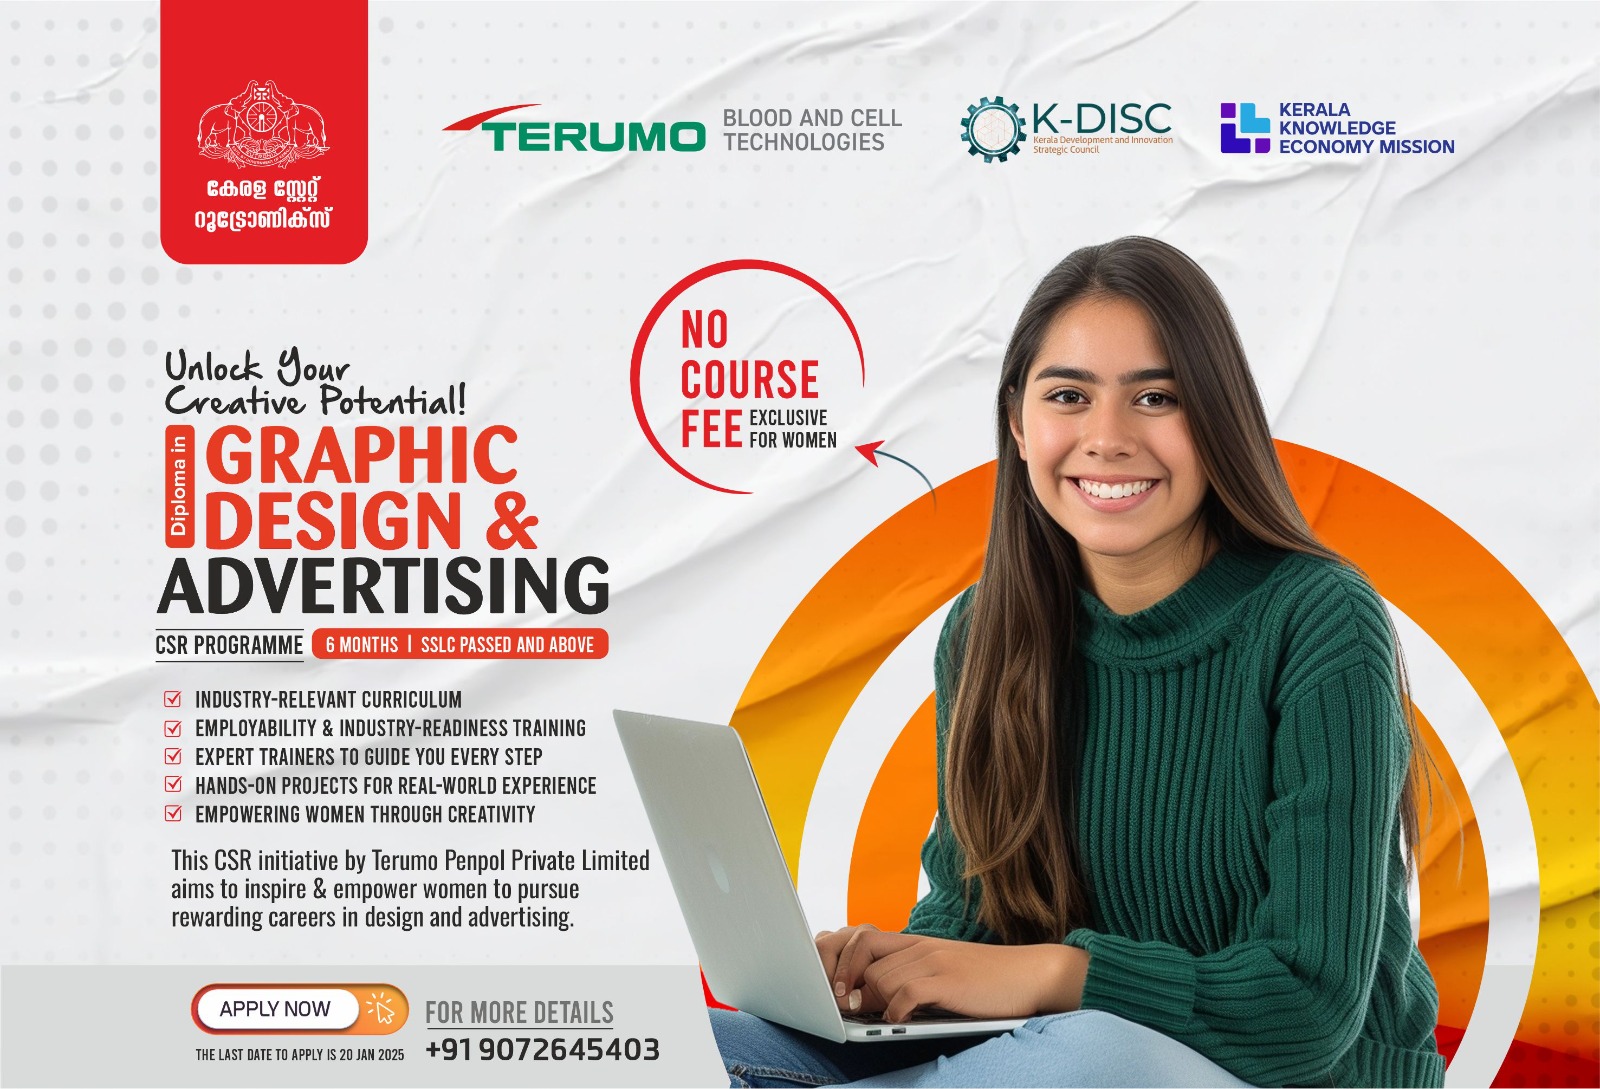 കേരള സ്റ്റേറ്റ്
റൂട്രോണിക്സ്
TERUMO
BLOOD AND CELL
TECHNOLOGIES
K-DISC
Kerala Development and Innovation
Strategic Council
KERALA
KNOWLEDGE
ECONOMY MISSION
NO
COURSE
FEE EXCLUSIVE
FOR WOMEN
Unlock Your
Creative Potential!
Diploma in
GRAPHIC
DESIGN &
ADVERTISING
CSR PROGRAMME 6 MONTHS | SSLC PASSED AND ABOVE
INDUSTRY-RELEVANT CURRICULUM
EMPLOYABILITY & INDUSTRY-READINESS TRAINING
EXPERT TRAINERS TO GUIDE YOU EVERY STEP
HANDS-ON PROJECTS FOR REAL-WORLD EXPERIENCE
EMPOWERING WOMEN THROUGH CREATIVITY
This CSR initiative by Terumo Penpol Private Limited
aims to inspire & empower women to pursue
rewarding careers in design and advertising.
APPLY NOW
THE LAST DATE TO APPLY IS 20 JAN 2025
FOR MORE DETAILS
+91 9072645403